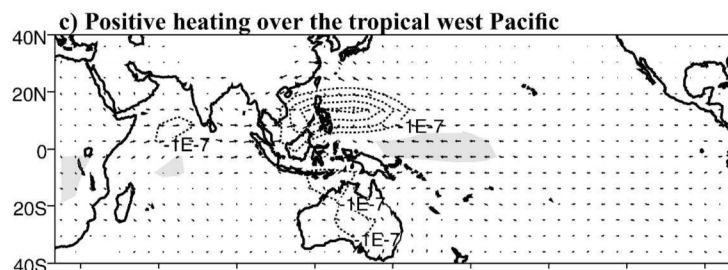 c) Positive heating over the tropical west Pacific
40N
20N
-1E-7
-1E-7
0
-1E-7
20S
-1E-7
40S